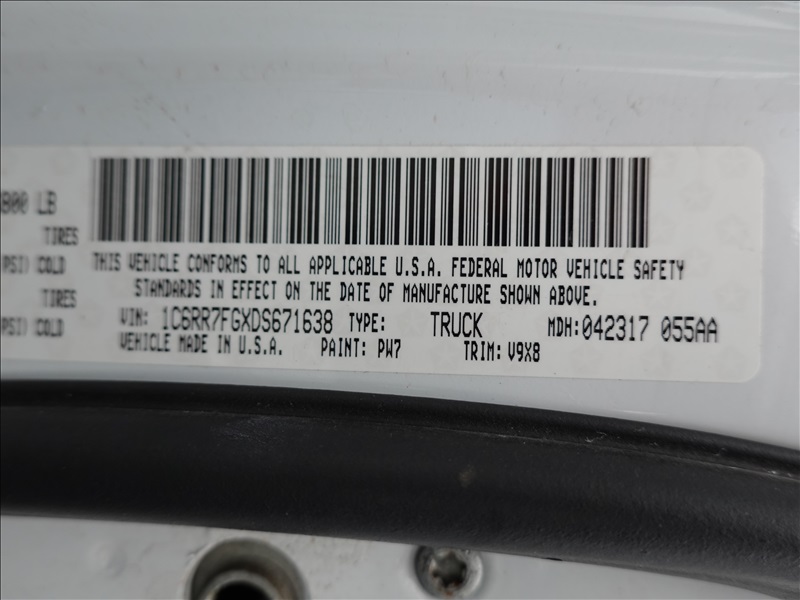 800 LB
TIRES
PSI) COLD
TIRES
PSI) COLD
THIS VEHICLE CONFORMS TO ALL APPLICABLE U.S.A. FEDERAL MOTOR VEHICLE SAFETY
STANDARDS IN EFFECT ON THE DATE OF MANUFACTURE SHOWN ABOVE.
VIN: 1C6RR7FGXDS671638 TYPE: TRUCK MDH: 042317 055AA
VEHICLE MADE IN U.S.A. PAINT: PW7 TRIM: V9X8